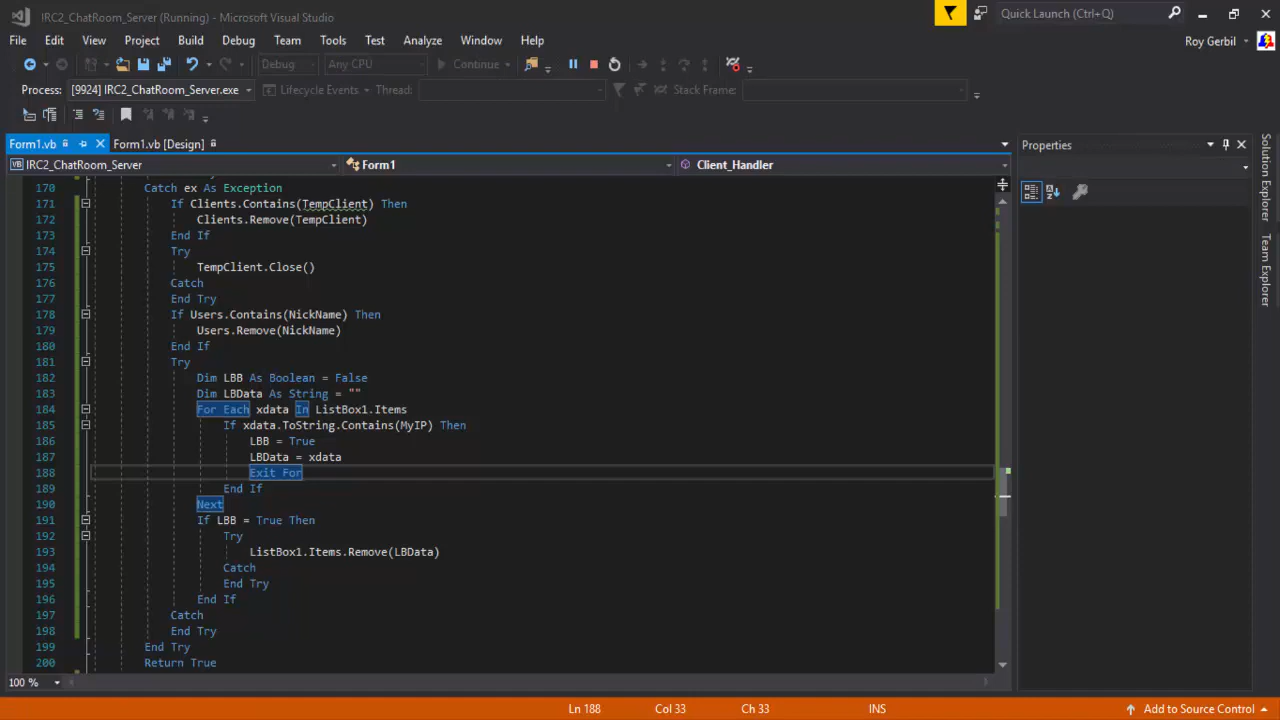 IRC2_ChatRoom_Server (Running) - Microsoft Visual Studio
Quick Launch (Ctrl+Q)
File Edit View Project Build Debug Team Tools Test Analyze Window Help
Roy Gerbil
Debug Any CPU Continue
Process: [9924] IRC2_ChatRoom_Server.exe Lifecycle Events Thread: Stack Frame:
Form1.vb Form1.vb [Design]
Properties
IRC2_ChatRoom_Server Form1 Client_Handler
170 Catch ex As Exception
171 If Clients.Contains(TempClient) Then
172 Clients.Remove(TempClient)
173 End If
174 Try
175 TempClient.Close()
176 Catch
177 End Try
178 If Users.Contains(NickName) Then
179 Users.Remove(NickName)
180 End If
181 Try
182 Dim LBB As Boolean = False
183 Dim LBData As String = ""
184 For Each xdata In ListBox1.Items
185 If xdata.ToString.Contains(MyIP) Then
186 LBB = True
187 LBData = xdata
188 Exit For
189 End If
190 Next
191 If LBB = True Then
192 Try
193 ListBox1.Items.Remove(LBData)
194 Catch
195 End Try
196 End If
197 Catch
198 End Try
199 End Try
200 Return True
100 %
Ln 188 Col 33 Ch 33 INS Add to Source Control
Solution Explorer
Team Explorer